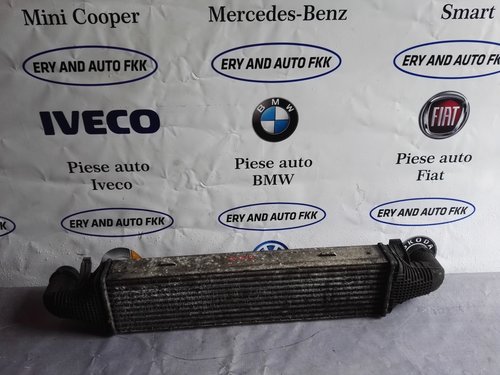 Mini Cooper
Mercedes-Benz
Smart
ERY AND AUTO FKK
ERY AND AUTO FKK
ERY AND AUTO FKK
IVECO
BMW
FIAT
Piese auto
Iveco
Piese auto
BMW
Piese auto
Fiat
ERY AND AUTO FKK
ERY AND AUTO FKK
ERY AND AUTO FKK
ŠKODA